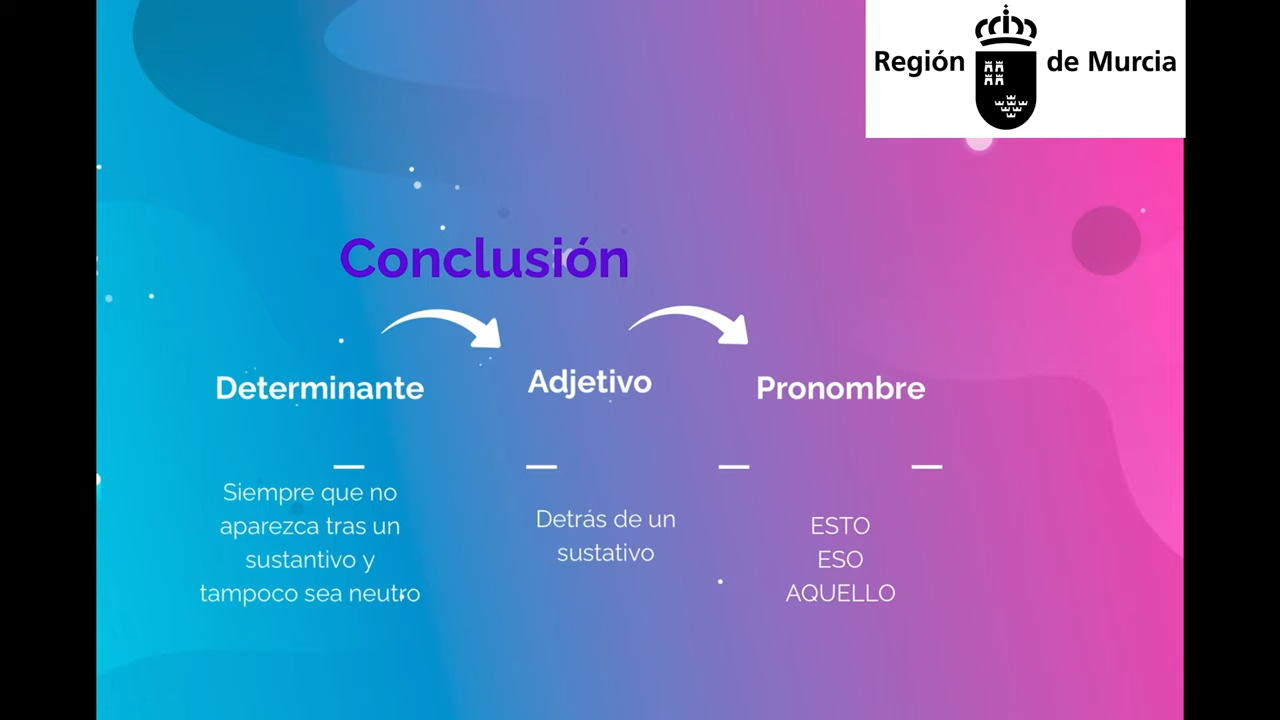 Región de Murcia
Conclusión
Determinante
Adjetivo
Pronombre
Siempre que no
aparezca tras un
sustantivo y
tampoco sea neutro
Detrás de un
sustativo
ESTO
ESO
AQUELLO